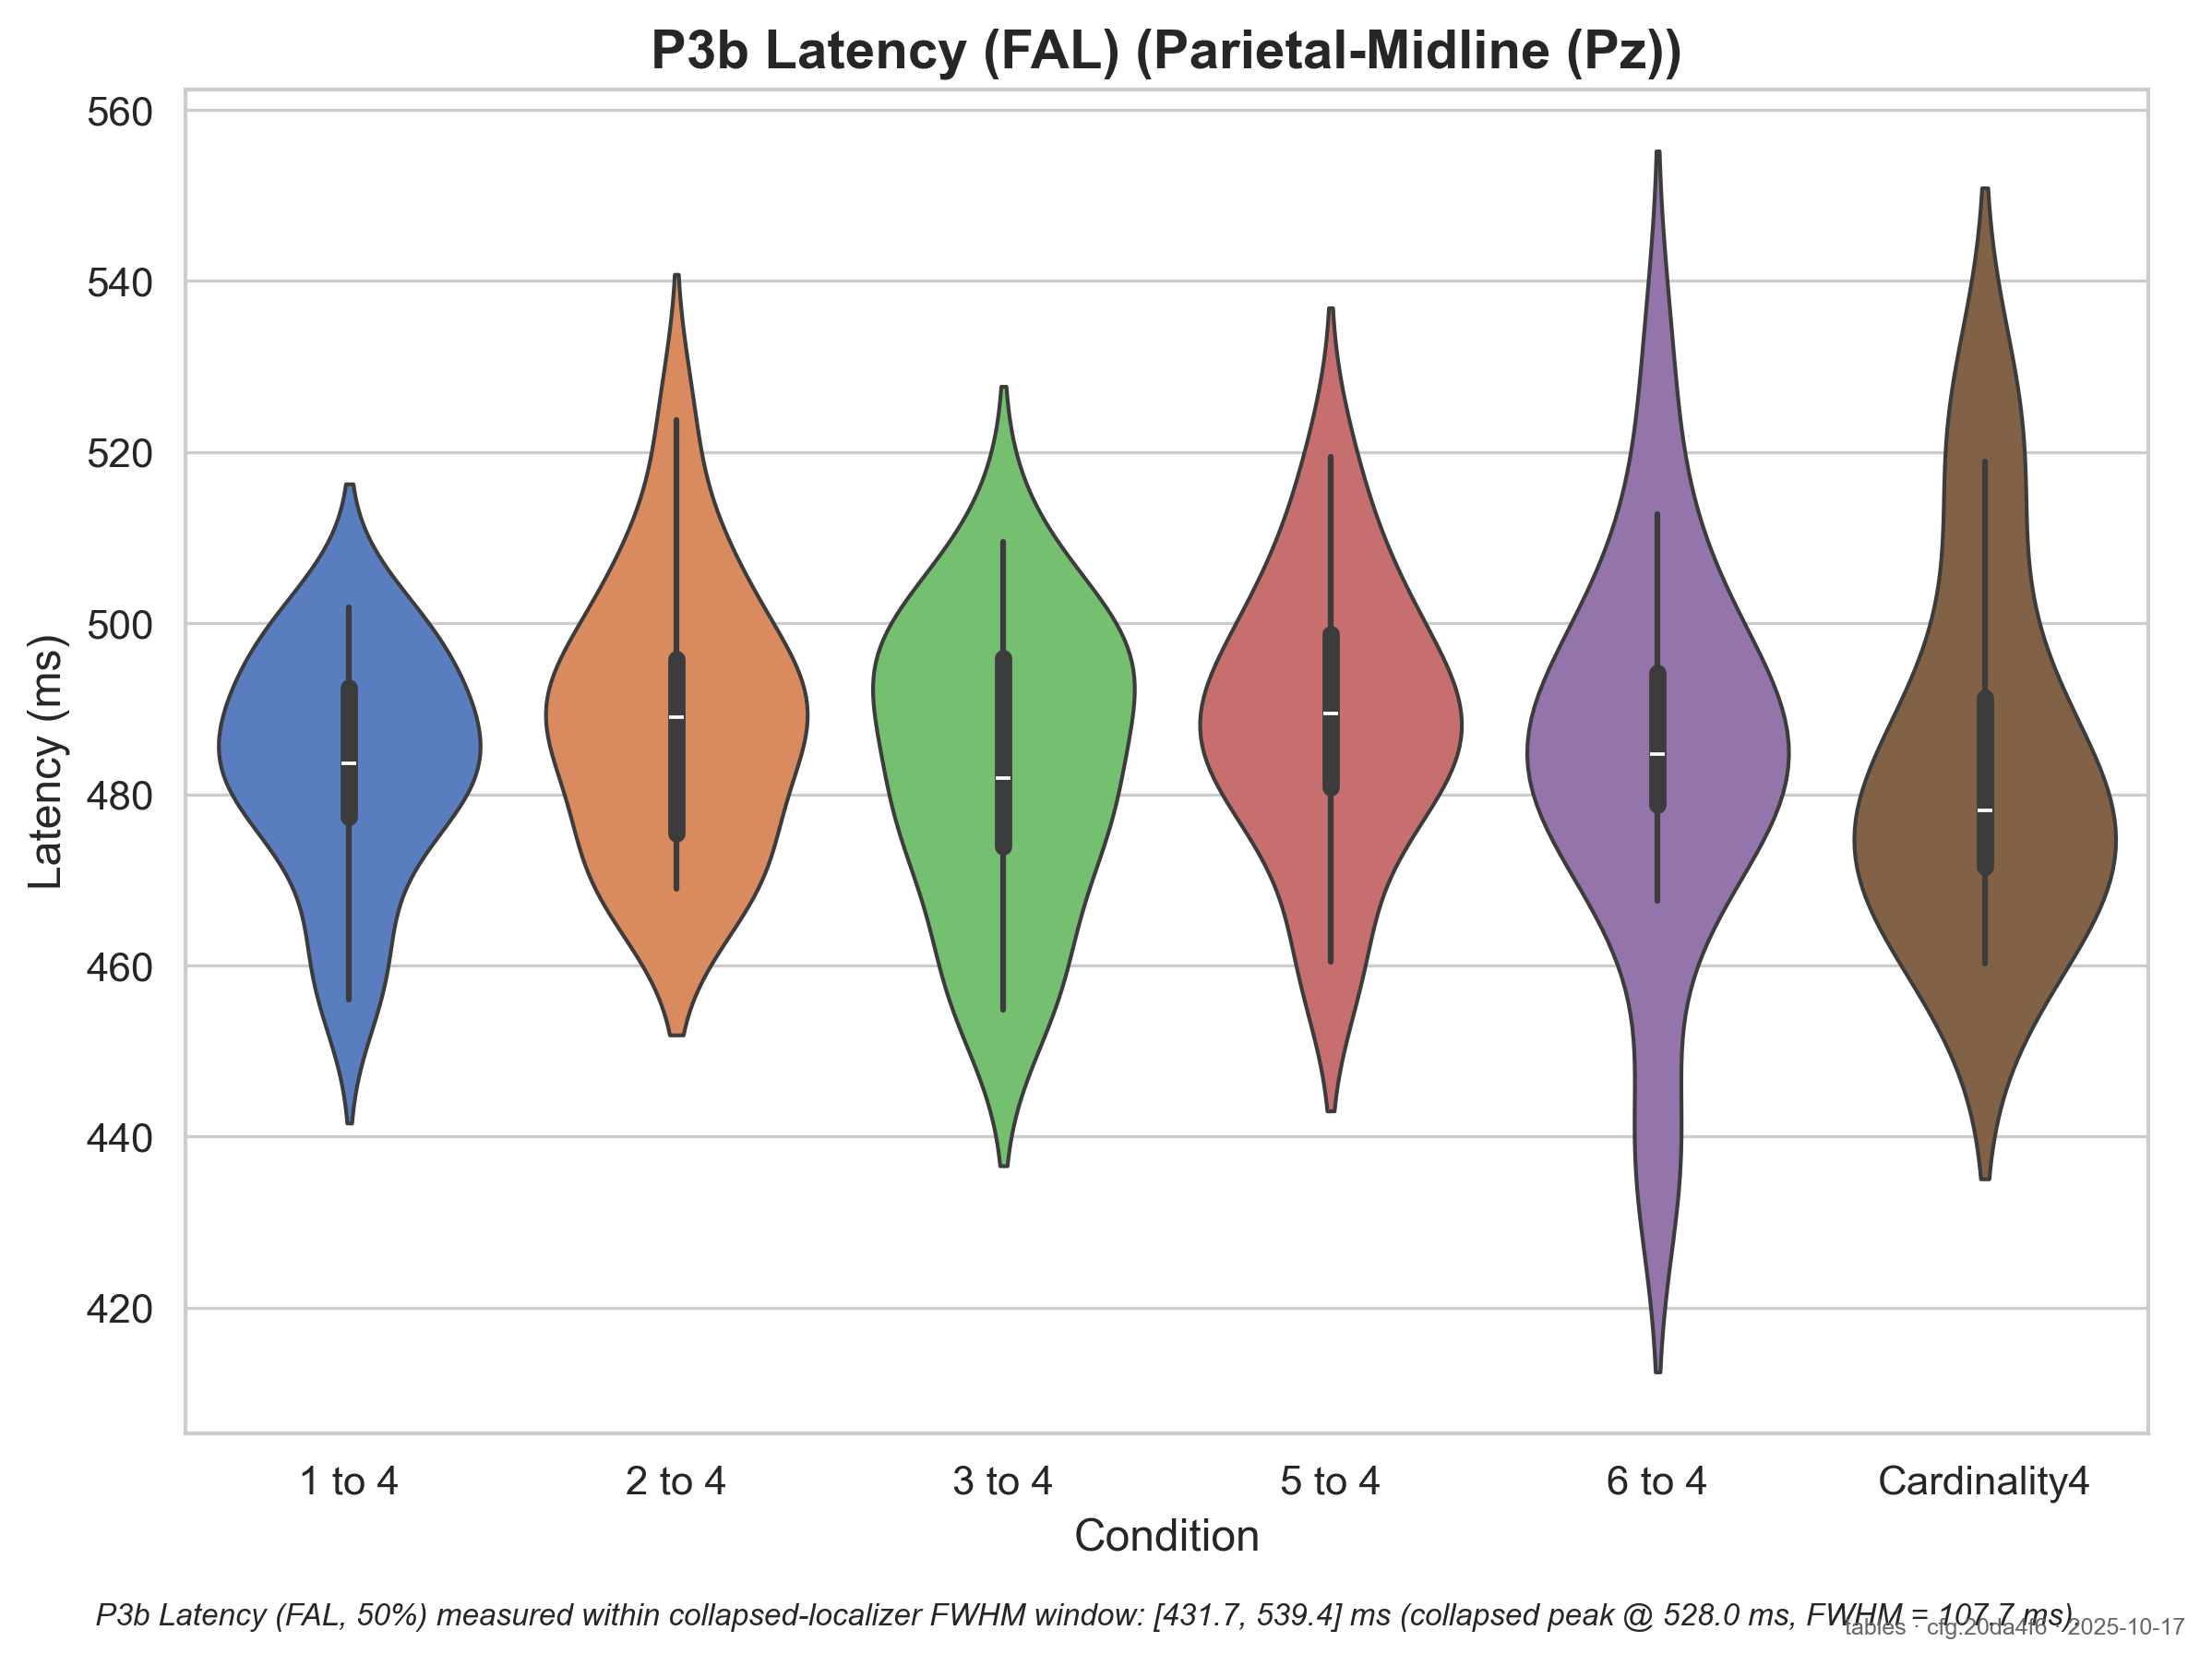 P3b Latency (FAL) (Parietal-Midline (Pz))
560
540
520
500
480
460
440
420
Latency (ms)
1 to 4
2 to 4
3 to 4
5 to 4
6 to 4
Cardinality4
Condition
P3b Latency (FAL, 50%) measured within collapsed-localizer FWHM window: [431.7, 539.4] ms (collapsed peak @ 528.0 ms, FWHM = 107.7 ms)
tables · cfg:20da4f6 · 2025-10-17